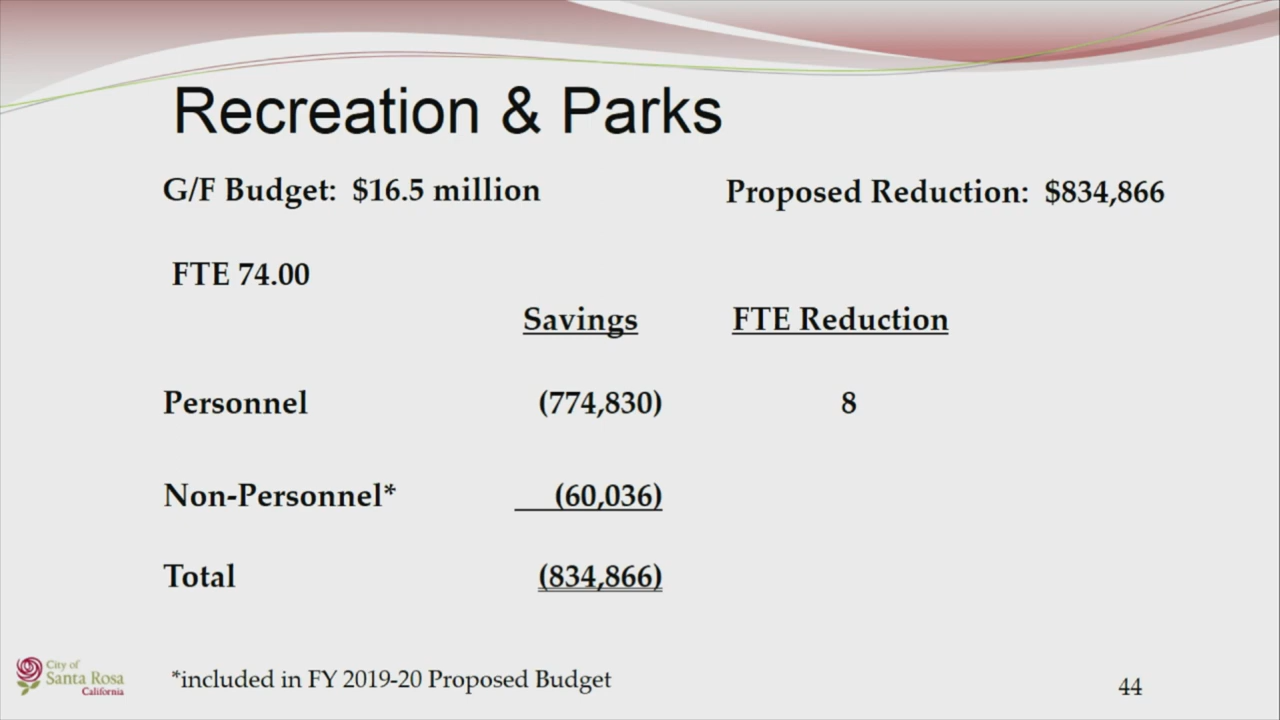 Recreation & Parks
G/F Budget: $16.5 million Proposed Reduction: $834,866
FTE 74.00
Savings FTE Reduction
Personnel (774,830) 8
Non-Personnel* (60,036)
Total (834,866)
City of
Santa Rosa
California
*included in FY 2019-20 Proposed Budget
44